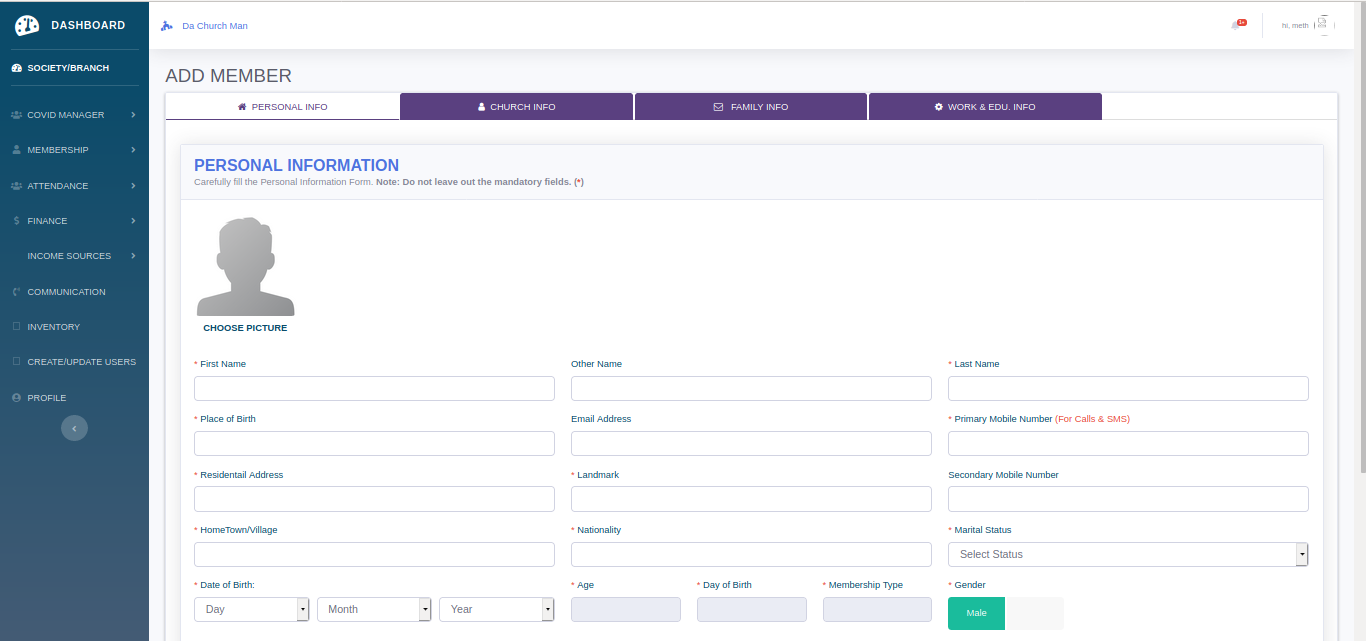 DASHBOARD
Da Church Man
1+
hi, meth
SOCIETY/BRANCH
COVID MANAGER
MEMBERSHIP
ATTENDANCE
FINANCE
INCOME SOURCES
COMMUNICATION
INVENTORY
CREATE/UPDATE USERS
PROFILE
ADD MEMBER
PERSONAL INFO
CHURCH INFO
FAMILY INFO
WORK & EDU. INFO
PERSONAL INFORMATION
Carefully fill the Personal Information Form. Note: Do not leave out the mandatory fields. (*)
CHOOSE PICTURE
* First Name
Other Name
* Last Name
* Place of Birth
Email Address
* Primary Mobile Number (For Calls & SMS)
* Residentail Address
* Landmark
Secondary Mobile Number
* HomeTown/Village
* Nationality
* Marital Status
Select Status
* Date of Birth:
* Age
* Day of Birth
* Membership Type
* Gender
Day
Month
Year
Male